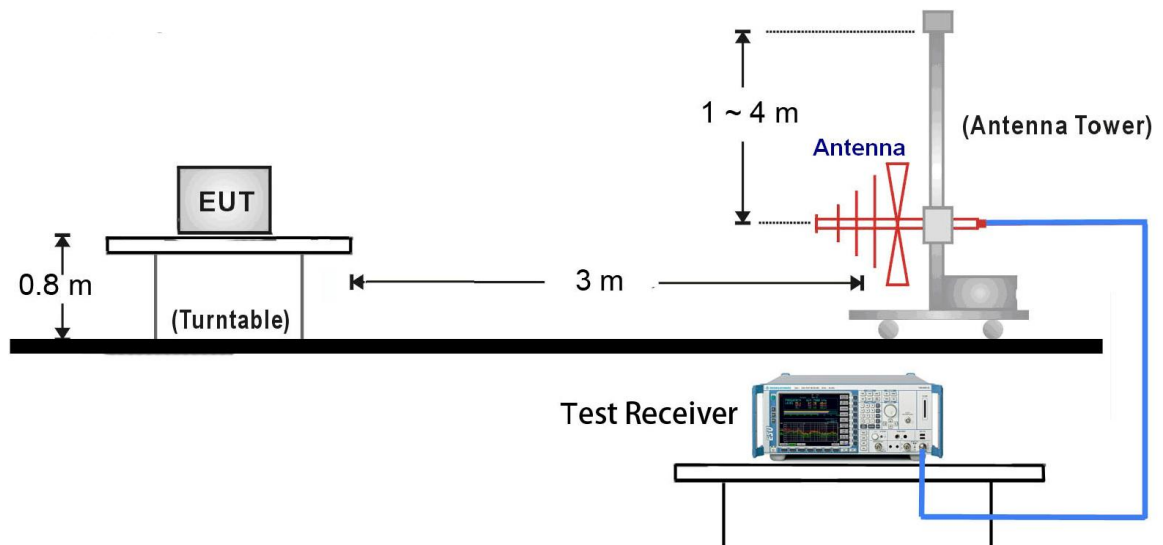 1 ~ 4 m
(Antenna Tower)
Antenna
EUT
0.8 m
3 m
(Turntable)
Test Receiver